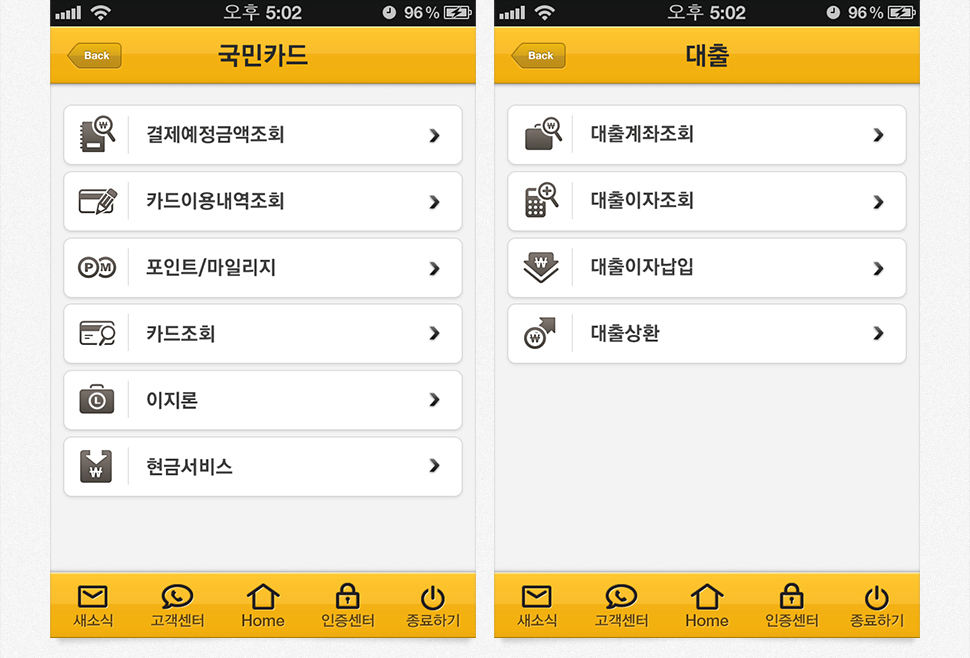 오후 5:02
96%
Back
국민카드
결제예정금액조회
카드이용내역조회
포인트/마일리지
카드조회
이지론
현금서비스
새소식
고객센터
Home
인증센터
종료하기
오후 5:02
96%
Back
대출
대출계좌조회
대출이자조회
대출이자납입
대출상환
새소식
고객센터
Home
인증센터
종료하기